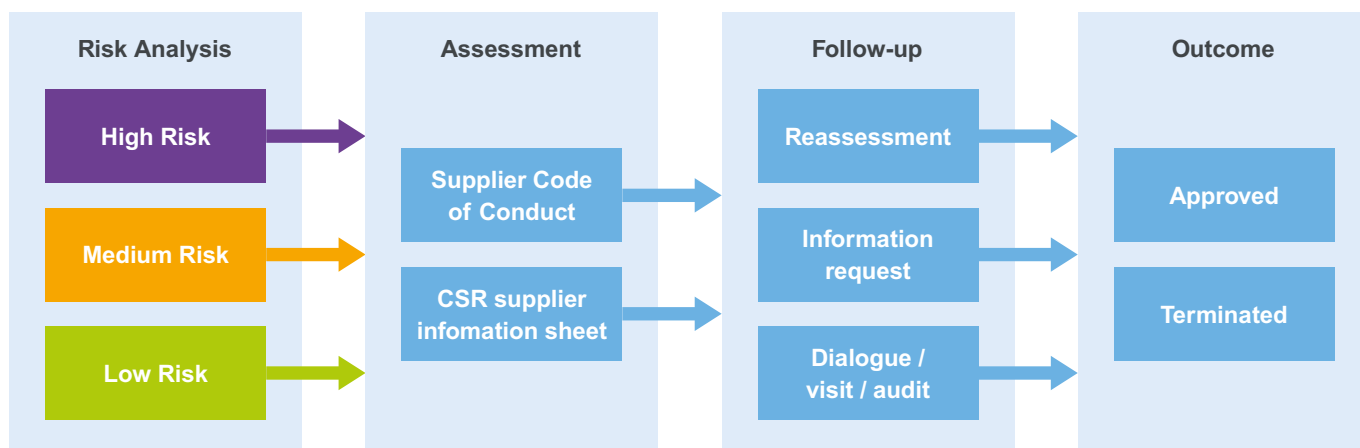 Risk Analysis
High Risk
Medium Risk
Low Risk
Assessment
Supplier Code
of Conduct
CSR supplier
infomation sheet
Follow-up
Reassessment
Information
request
Dialogue /
visit / audit
Outcome
Approved
Terminated